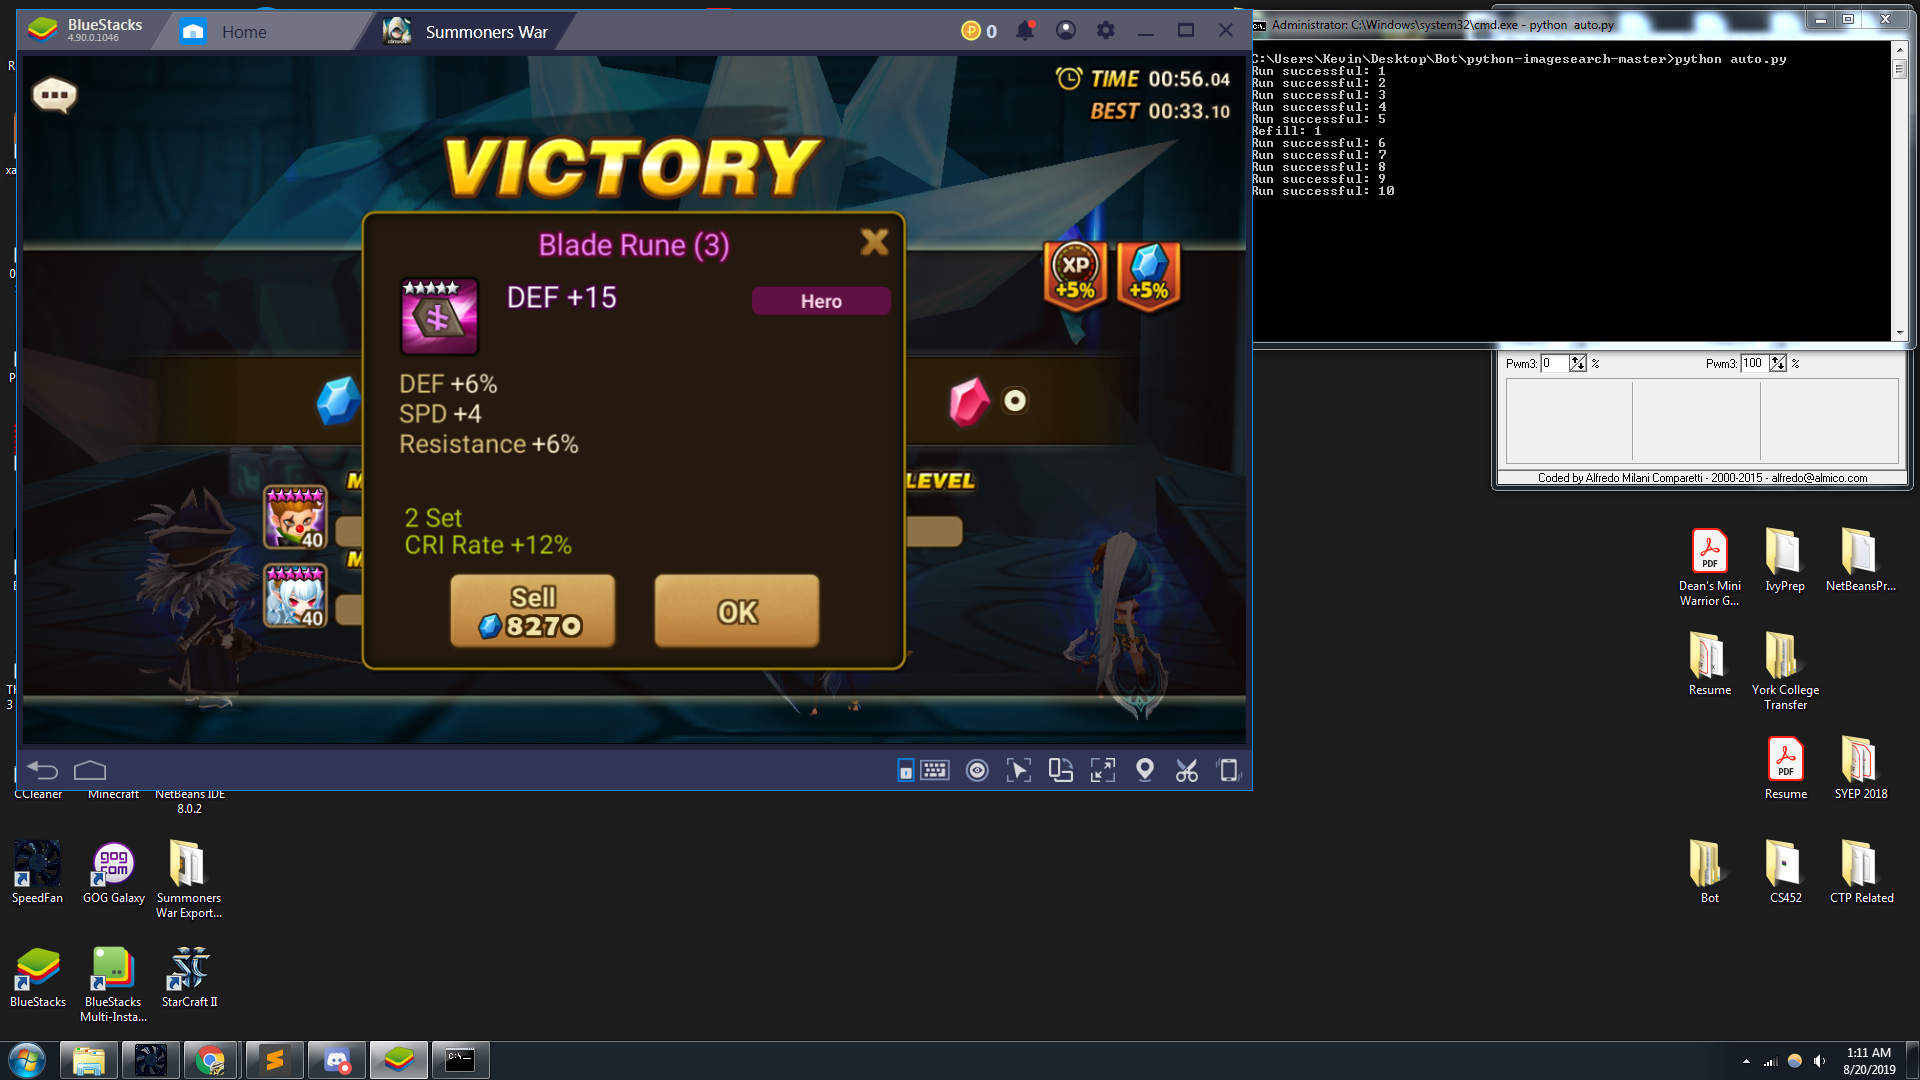 BlueStacks
4.90.0.1046
Home
Summoners War
0
TIME 00:56.04
BEST 00:33.10
VICTORY
Blade Rune (3)
DEF +15
Hero
DEF +6%
SPD +4
Resistance +6%
2 Set
CRI Rate +12%
Sell
8270
OK
XP
+5%
+5%
LEVEL
40
40
Administrator: C:\Windows\system32\cmd.exe - python auto.py
C:\Users\Kevin\Desktop\Bot\python-imagesearch-master>python auto.py
Run successful: 1
Run successful: 2
Run successful: 3
Run successful: 4
Run successful: 5
Refill: 1
Run successful: 6
Run successful: 7
Run successful: 8
Run successful: 9
Run successful: 10
Pwm3: 0 %
Pwm3: 100 %
Coded by Alfredo Milani Comparetti - 2000-2015 - alfredo@almico.com
Dean's Mini
Warrior G...
IvyPrep
NetBeansPr...
Resume
York College
Transfer
Resume
SYEP 2018
Bot
CS452
CTP Related
CCleaner
Minecraft
NetBeans IDE
8.0.2
SpeedFan
GOG Galaxy
Summoners
War Export...
BlueStacks
BlueStacks
Multi-Insta...
StarCraft II
1:11 AM
8/20/2019